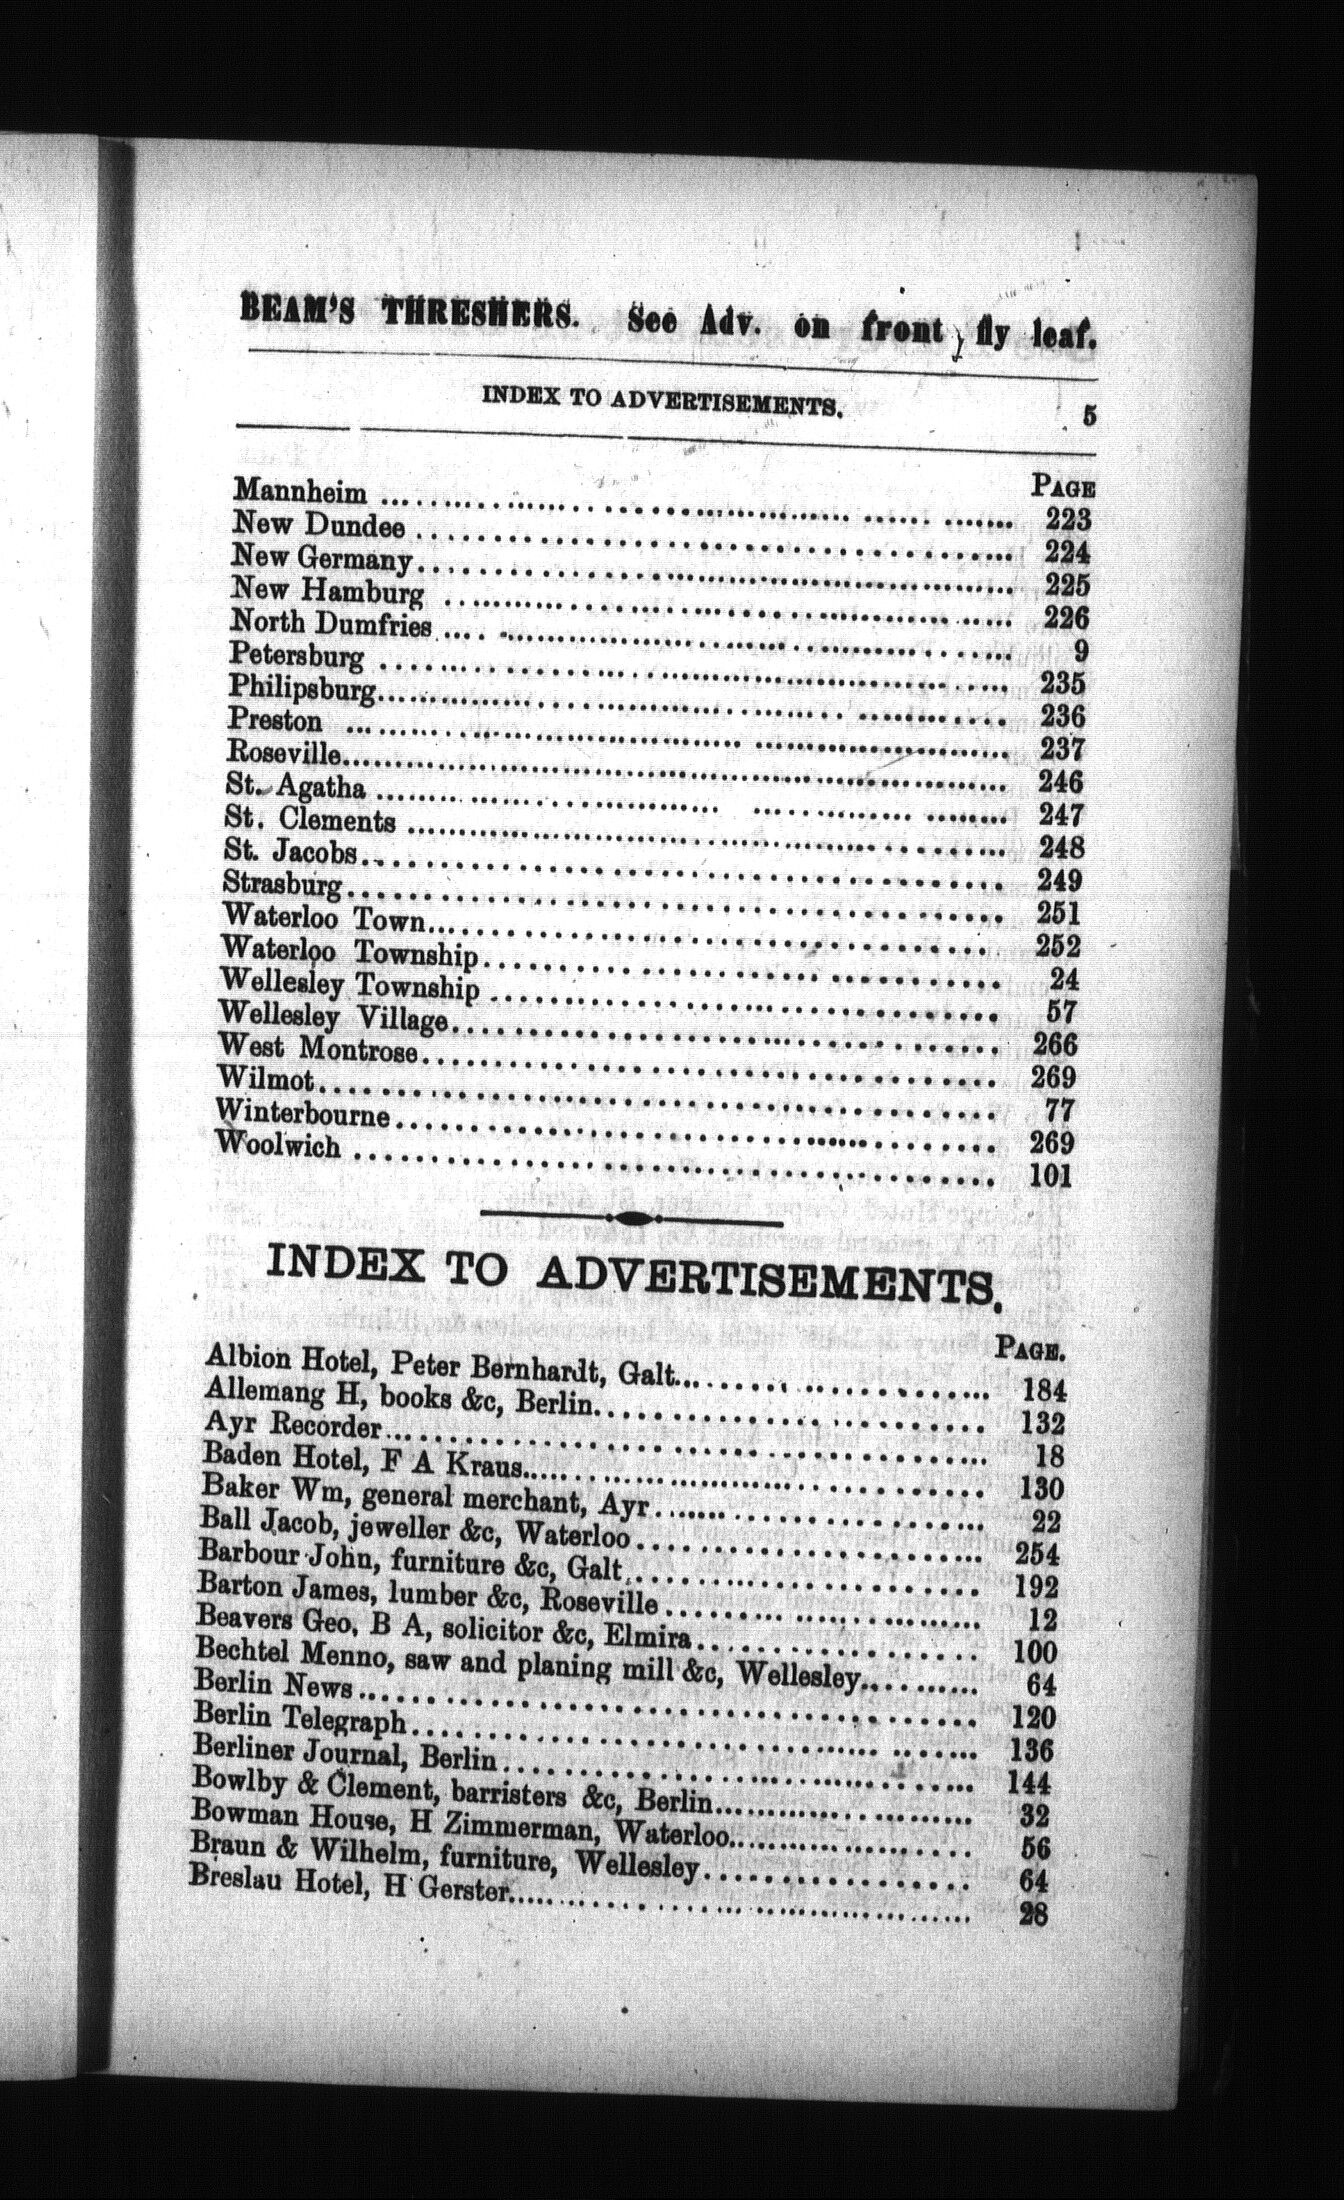 BEAM'S THRESHERS. See Adv. on front fly leaf.
INDEX TO ADVERTISEMENTS. 5
PAGE
Mannheim ........ 223
New Dundee ........ 224
New Germany ........ 225
New Hamburg ........ 226
North Dumfries ........ 9
Petersburg ........ 235
Philipsburg ........ 236
Preston ........ 237
Roseville ........ 246
St. Agatha ........ 247
St. Clements ........ 248
St. Jacobs ........ 249
Strasburg ........ 251
Waterloo Town ........ 252
Waterloo Township ........ 24
Wellesley Township ........ 57
Wellesley Village ........ 266
West Montrose ........ 269
Wilmot ........ 77
Winterbourne ........ 269
Woolwich ........ 101
INDEX TO ADVERTISEMENTS.
PAGE.
Albion Hotel, Peter Bernhardt, Galt ........ 184
Allemang H, books &c, Berlin ........ 132
Ayr Recorder ........ 18
Baden Hotel, F A Kraus ........ 130
Baker Wm, general merchant, Ayr ........ 22
Ball Jacob, jeweller &c, Waterloo ........ 254
Barbour John, furniture &c, Galt ........ 192
Barton James, lumber &c, Roseville ........ 12
Beavers Geo, B A, solicitor &c, Elmira ........ 100
Bechtel Menno, saw and planing mill &c, Wellesley ........ 64
Berlin News ........ 120
Berlin Telegraph ........ 136
Berliner Journal, Berlin ........ 144
Bowlby & Clement, barristers &c, Berlin ........ 32
Bowman House, H Zimmerman, Waterloo ........ 56
Braun & Wilhelm, furniture, Wellesley ........ 64
Breslau Hotel, H Gerster ........ 28